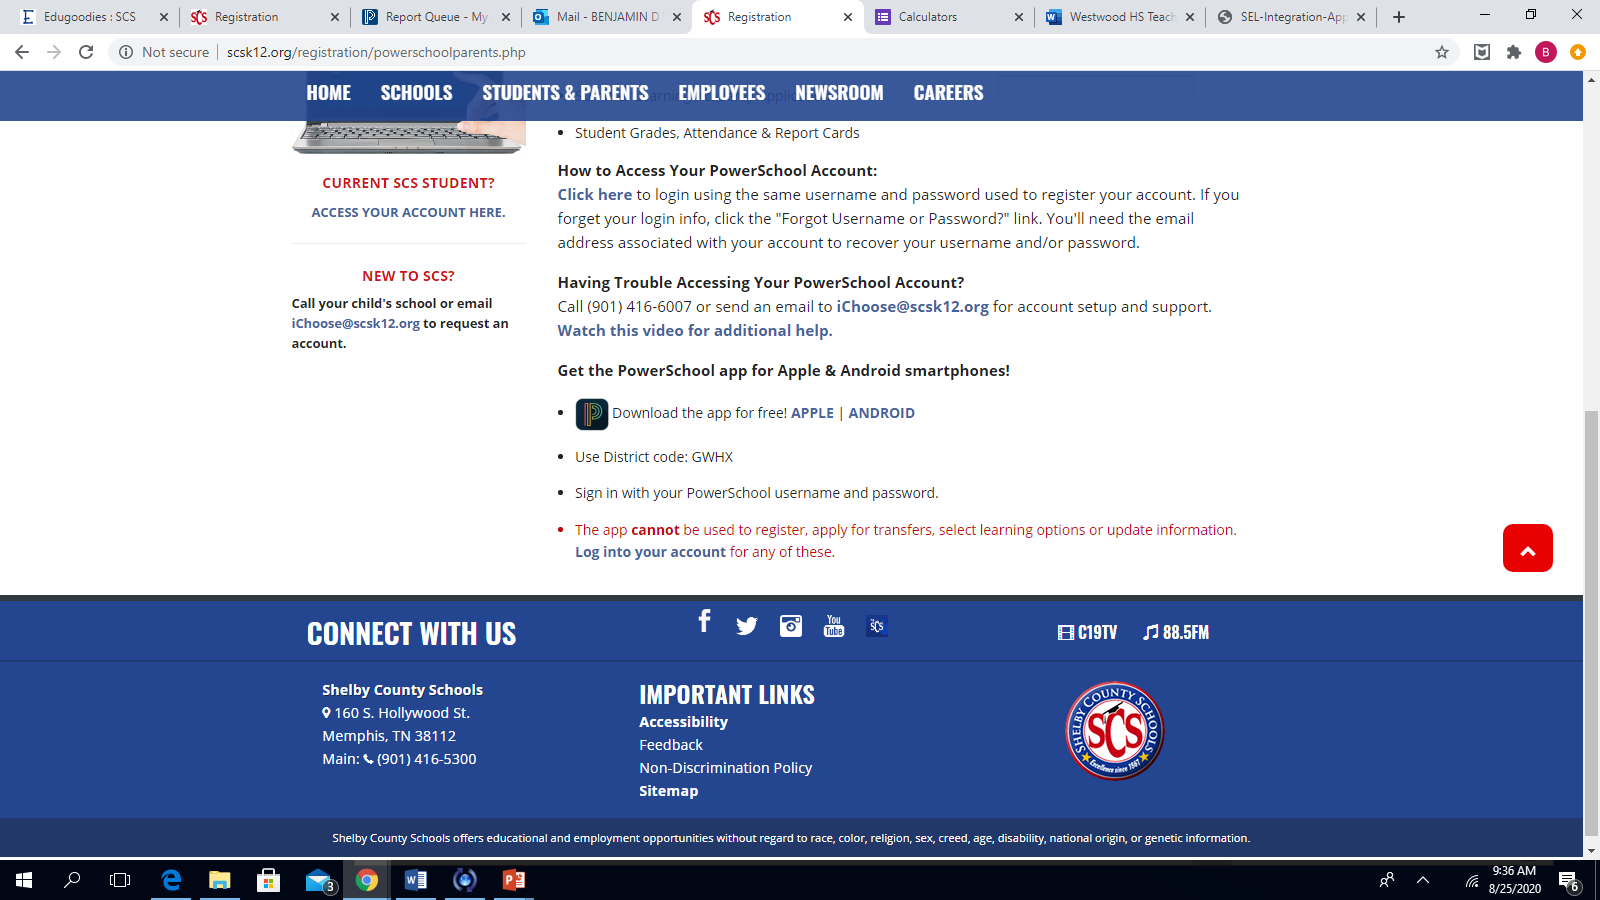 Edugoodies : SCS
Registration
Report Queue - My
Mail - BENJAMIN D
Registration
Calculators
Westwood HS Teach
SEL-Integration-App
Not secure | scsk12.org/registration/powerschoolparents.php
B
HOME SCHOOLS STUDENTS & PARENTS EMPLOYEES NEWSROOM CAREERS
Student Grades, Attendance & Report Cards
CURRENT SCS STUDENT?
ACCESS YOUR ACCOUNT HERE.
NEW TO SCS?
Call your child's school or email
iChoose@scsk12.org to request an
account.
How to Access Your PowerSchool Account:
Click here to login using the same username and password used to register your account. If you
forget your login info, click the "Forgot Username or Password?" link. You'll need the email
address associated with your account to recover your username and/or password.
Having Trouble Accessing Your PowerSchool Account?
Call (901) 416-6007 or send an email to iChoose@scsk12.org for account setup and support.
Watch this video for additional help.
Get the PowerSchool app for Apple & Android smartphones!
Download the app for free! APPLE | ANDROID
Use District code: GWHX
Sign in with your PowerSchool username and password.
The app cannot be used to register, apply for transfers, select learning options or update information.
Log into your account for any of these.
CONNECT WITH US
You
Tube
SCS
C19TV 88.5FM
Shelby County Schools
160 S. Hollywood St.
Memphis, TN 38112
Main: (901) 416-5300
IMPORTANT LINKS
Accessibility
Feedback
Non-Discrimination Policy
Sitemap
SHELBY COUNTY SCHOOLS
SCS
Excellence since 1867
Shelby County Schools offers educational and employment opportunities without regard to race, color, religion, sex, creed, age, disability, national origin, or genetic information.
3
9:36 AM
8/25/2020
6